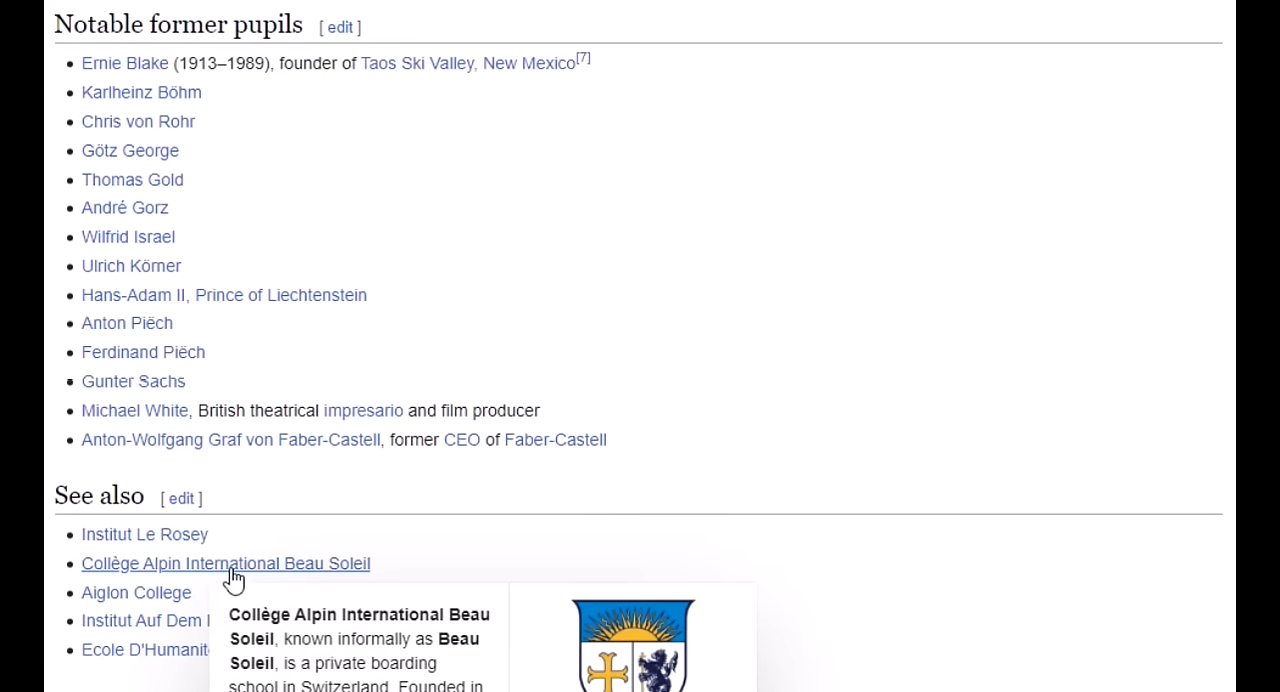 Notable former pupils [ edit ]
Ernie Blake (1913–1989), founder of Taos Ski Valley, New Mexico[7]
Karlheinz Böhm
Chris von Rohr
Götz George
Thomas Gold
André Gorz
Wilfrid Israel
Ulrich Körner
Hans-Adam II, Prince of Liechtenstein
Anton Piëch
Ferdinand Piëch
Gunter Sachs
Michael White, British theatrical impresario and film producer
Anton-Wolfgang Graf von Faber-Castell, former CEO of Faber-Castell
See also [ edit ]
Institut Le Rosey
Collège Alpin International Beau Soleil
Aiglon College
Institut Auf Dem
Ecole D'Humanit
Collège Alpin International Beau
Soleil, known informally as Beau
Soleil, is a private boarding
school in Switzerland. Founded in